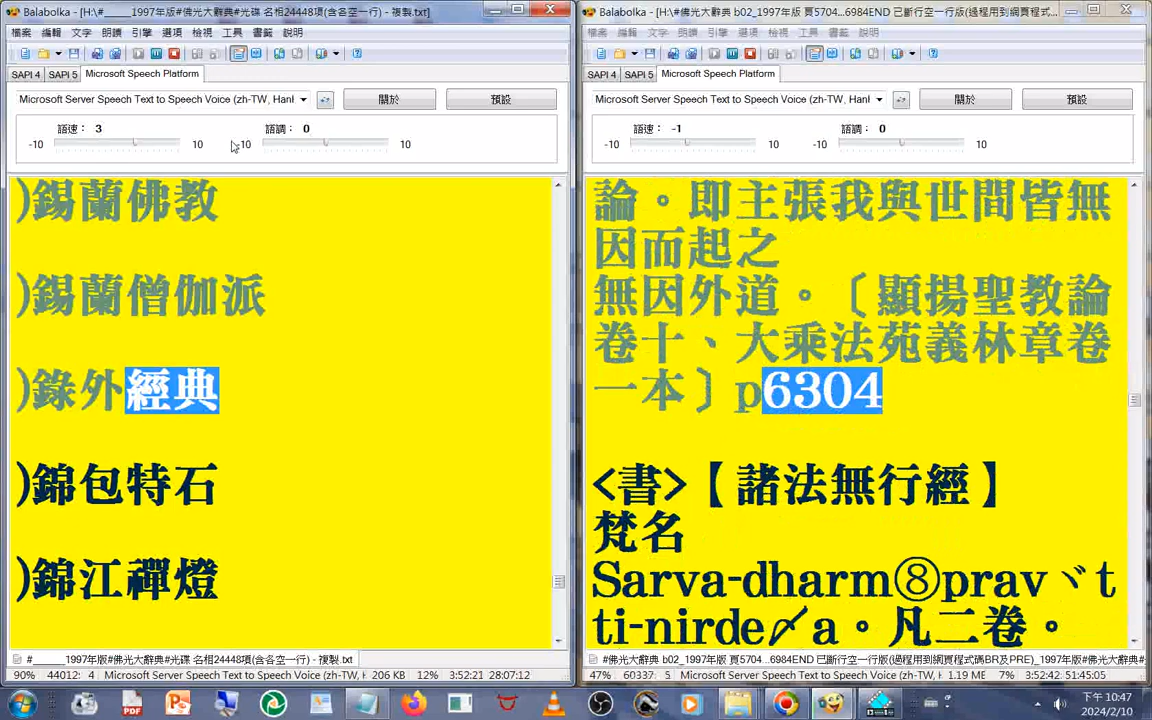 Balabolka - [H:\#_____1997年版#佛光大辭典#光碟 名相24448項(含各空一行) - 複製.txt]
檔案 編輯 文字 朗讀 引擎 選項 檢視 工具 書籤 說明
SAPI 4 SAPI 5 Microsoft Speech Platform
Microsoft Server Speech Text to Speech Voice (zh-TW, Hanl
關於 預設
語速： 3 語調： 0
-10 10 -10 10
)錫蘭佛教
)錫蘭僧伽派
)錄外經典
)錦包特石
)錦江禪燈
#_____1997年版#佛光大辭典#光碟 名相24448項(含各空一行) - 複製.txt
90% 44012: 4 Microsoft Server Speech Text to Speech Voice (zh-TW, H 206 KB 12% 3:52:21 28:07:12
Balabolka - [H:\#佛光大辭典 b02_1997年版 頁5704...6984END 已斷行空一行版(過程用到網頁程式...
檔案 編輯 文字 朗讀 引擎 選項 檢視 工具 書籤 說明
SAPI 4 SAPI 5 Microsoft Speech Platform
Microsoft Server Speech Text to Speech Voice (zh-TW, Hanl
關於 預設
語速： -1 語調： 0
-10 10 -10 10
論。即主張我與世間皆無
因而起之
無因外道。〔顯揚聖教論
卷十、大乘法苑義林章卷
一本〕p6304
<書>【諸法無行經】
梵名
Sarva-dharm⑧pravヾt
ti-nirde〆a。凡二卷。
#佛光大辭典 b02_1997年版 頁5704...6984END 已斷行空一行版(過程用到網頁程式碼BR及PRE)_1997年版#佛光大辭典#
47% 60337: 5 Microsoft Server Speech Text to Speech Voice (zh-TW, H 1.19 ME 7% 3:52:42 51:45:05
下午 10:47
2024/2/10